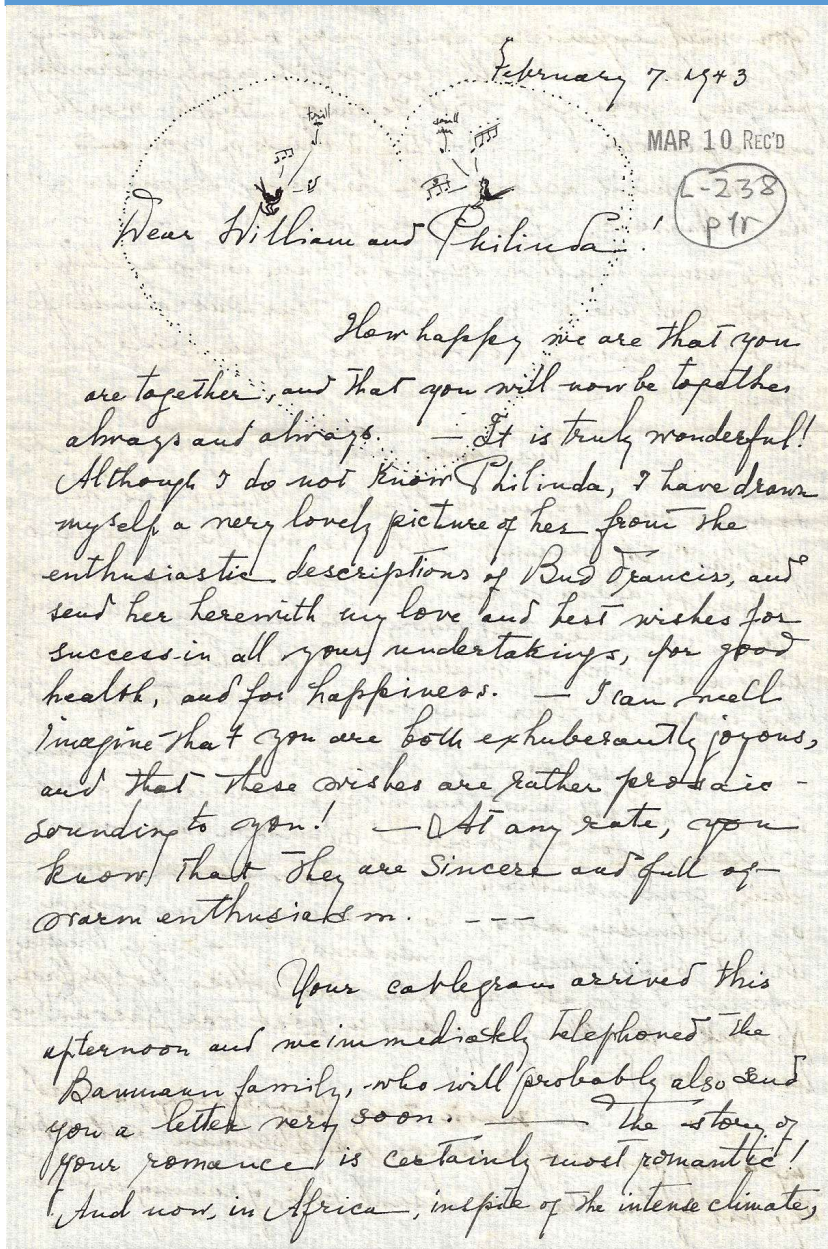 February 7. 1943
MAR 10 REC'D
trill
trill
L-238
p1r
Dear William and Philinda!
How happy we are that you
are together, and that you will now be together
always and always. — It is truly wonderful!
Although I do not know Philinda, I have drawn
myself a very lovely picture of her from the
enthusiastic descriptions of Bud Francis, and
send her herewith my love and best wishes for
success in all your undertakings, for good
health, and for happiness. — I can well
imagine that you are both exhuberantly joyous,
and that these wishes are rather prosaic -
sounding to you! — At any rate, you
know that they are sincere and full of
warm enthusiasm. - - -
Your cablegram arrived this
afternoon and we immediately telephoned the
Baumann family, who will probably also send
you a letter very soon. — The story of
your romance is certainly most romantic!
And now, in Africa, inspite of the intense climate,